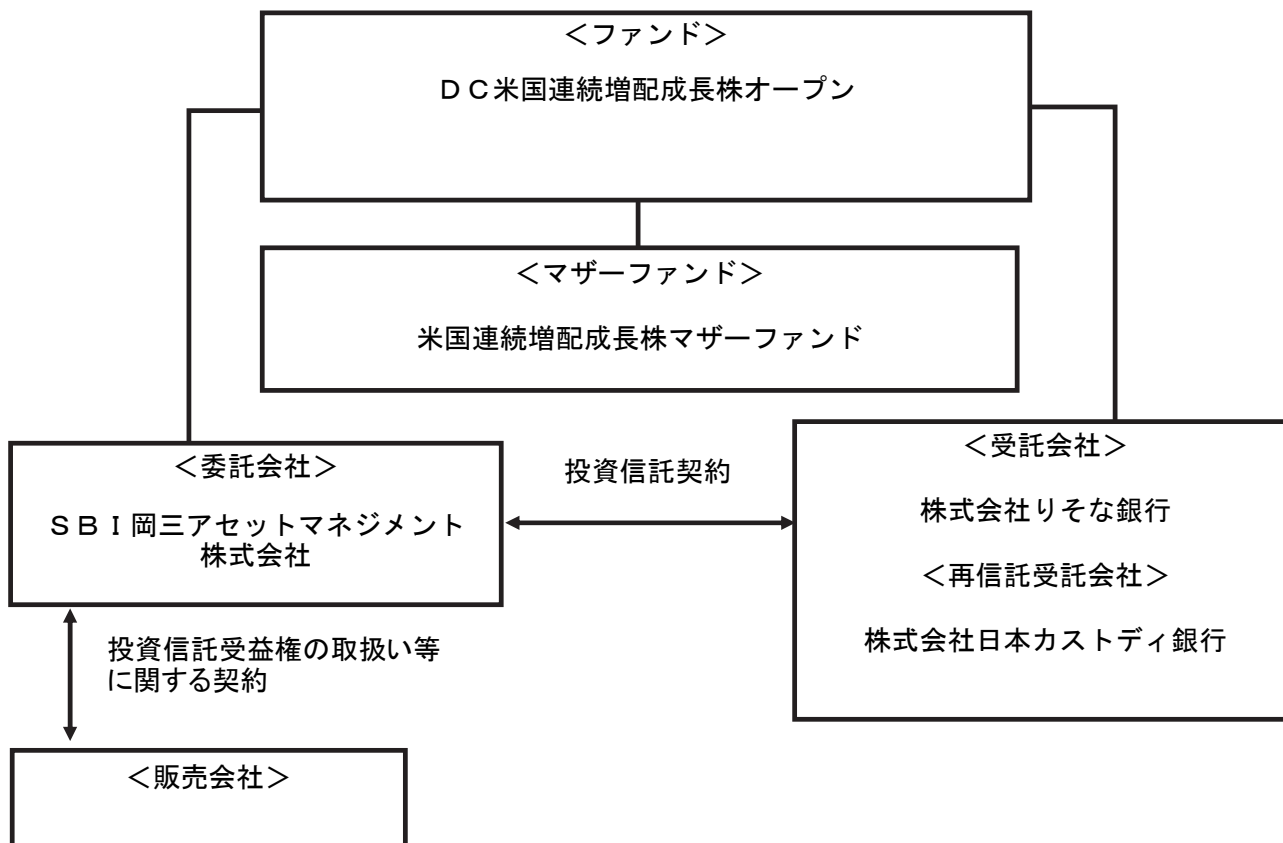 ＜ファンド＞
ＤＣ米国連続増配成長株オープン
＜マザーファンド＞
米国連続増配成長株マザーファンド
＜委託会社＞
ＳＢＩ岡三アセットマネジメント
株式会社
投資信託契約
＜受託会社＞
株式会社りそな銀行
＜再信託受託会社＞
株式会社日本カストディ銀行
投資信託受益権の取扱い等
に関する契約
＜販売会社＞